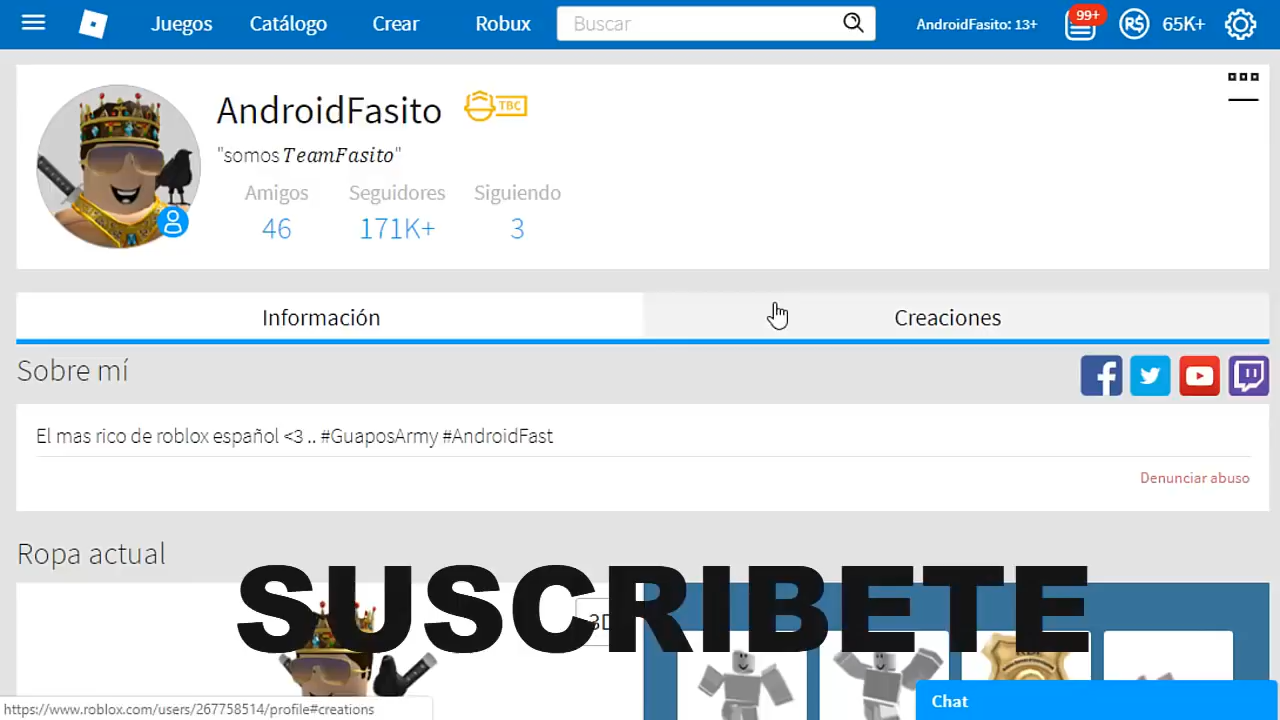 Juegos Catálogo Crear Robux Buscar AndroidFasito: 13+ 99+ R$ 65K+
AndroidFasito TBC
"somos TeamFasito"
Amigos Seguidores Siguiendo
46 171K+ 3
Información Creaciones
Sobre mí
El mas rico de roblox español <3 .. #GuaposArmy #AndroidFast
Denunciar abuso
Ropa actual
SUSCRIBETE
3D
Chat
https://www.roblox.com/users/267758514/profile#creations